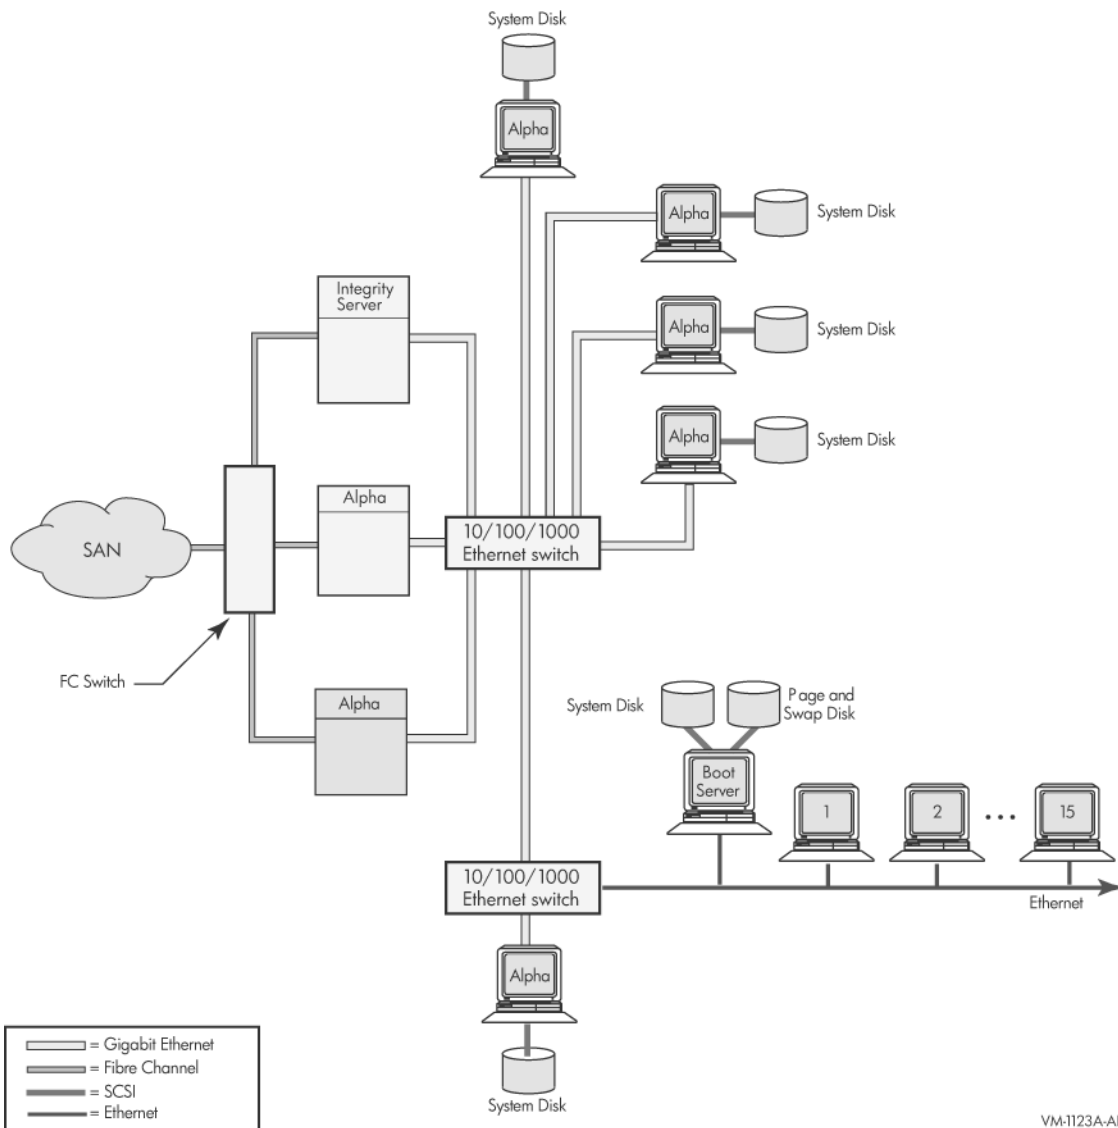 System Disk
Alpha
Alpha
System Disk
Integrity
Server
Alpha
System Disk
Alpha
System Disk
Alpha
10/100/1000
Ethernet switch
SAN
FC Switch
Alpha
System Disk
Page and
Swap Disk
Boot
Server
1
2
...
15
10/100/1000
Ethernet switch
Ethernet
Alpha
= Gigabit Ethernet
= Fibre Channel
= SCSI
= Ethernet
System Disk